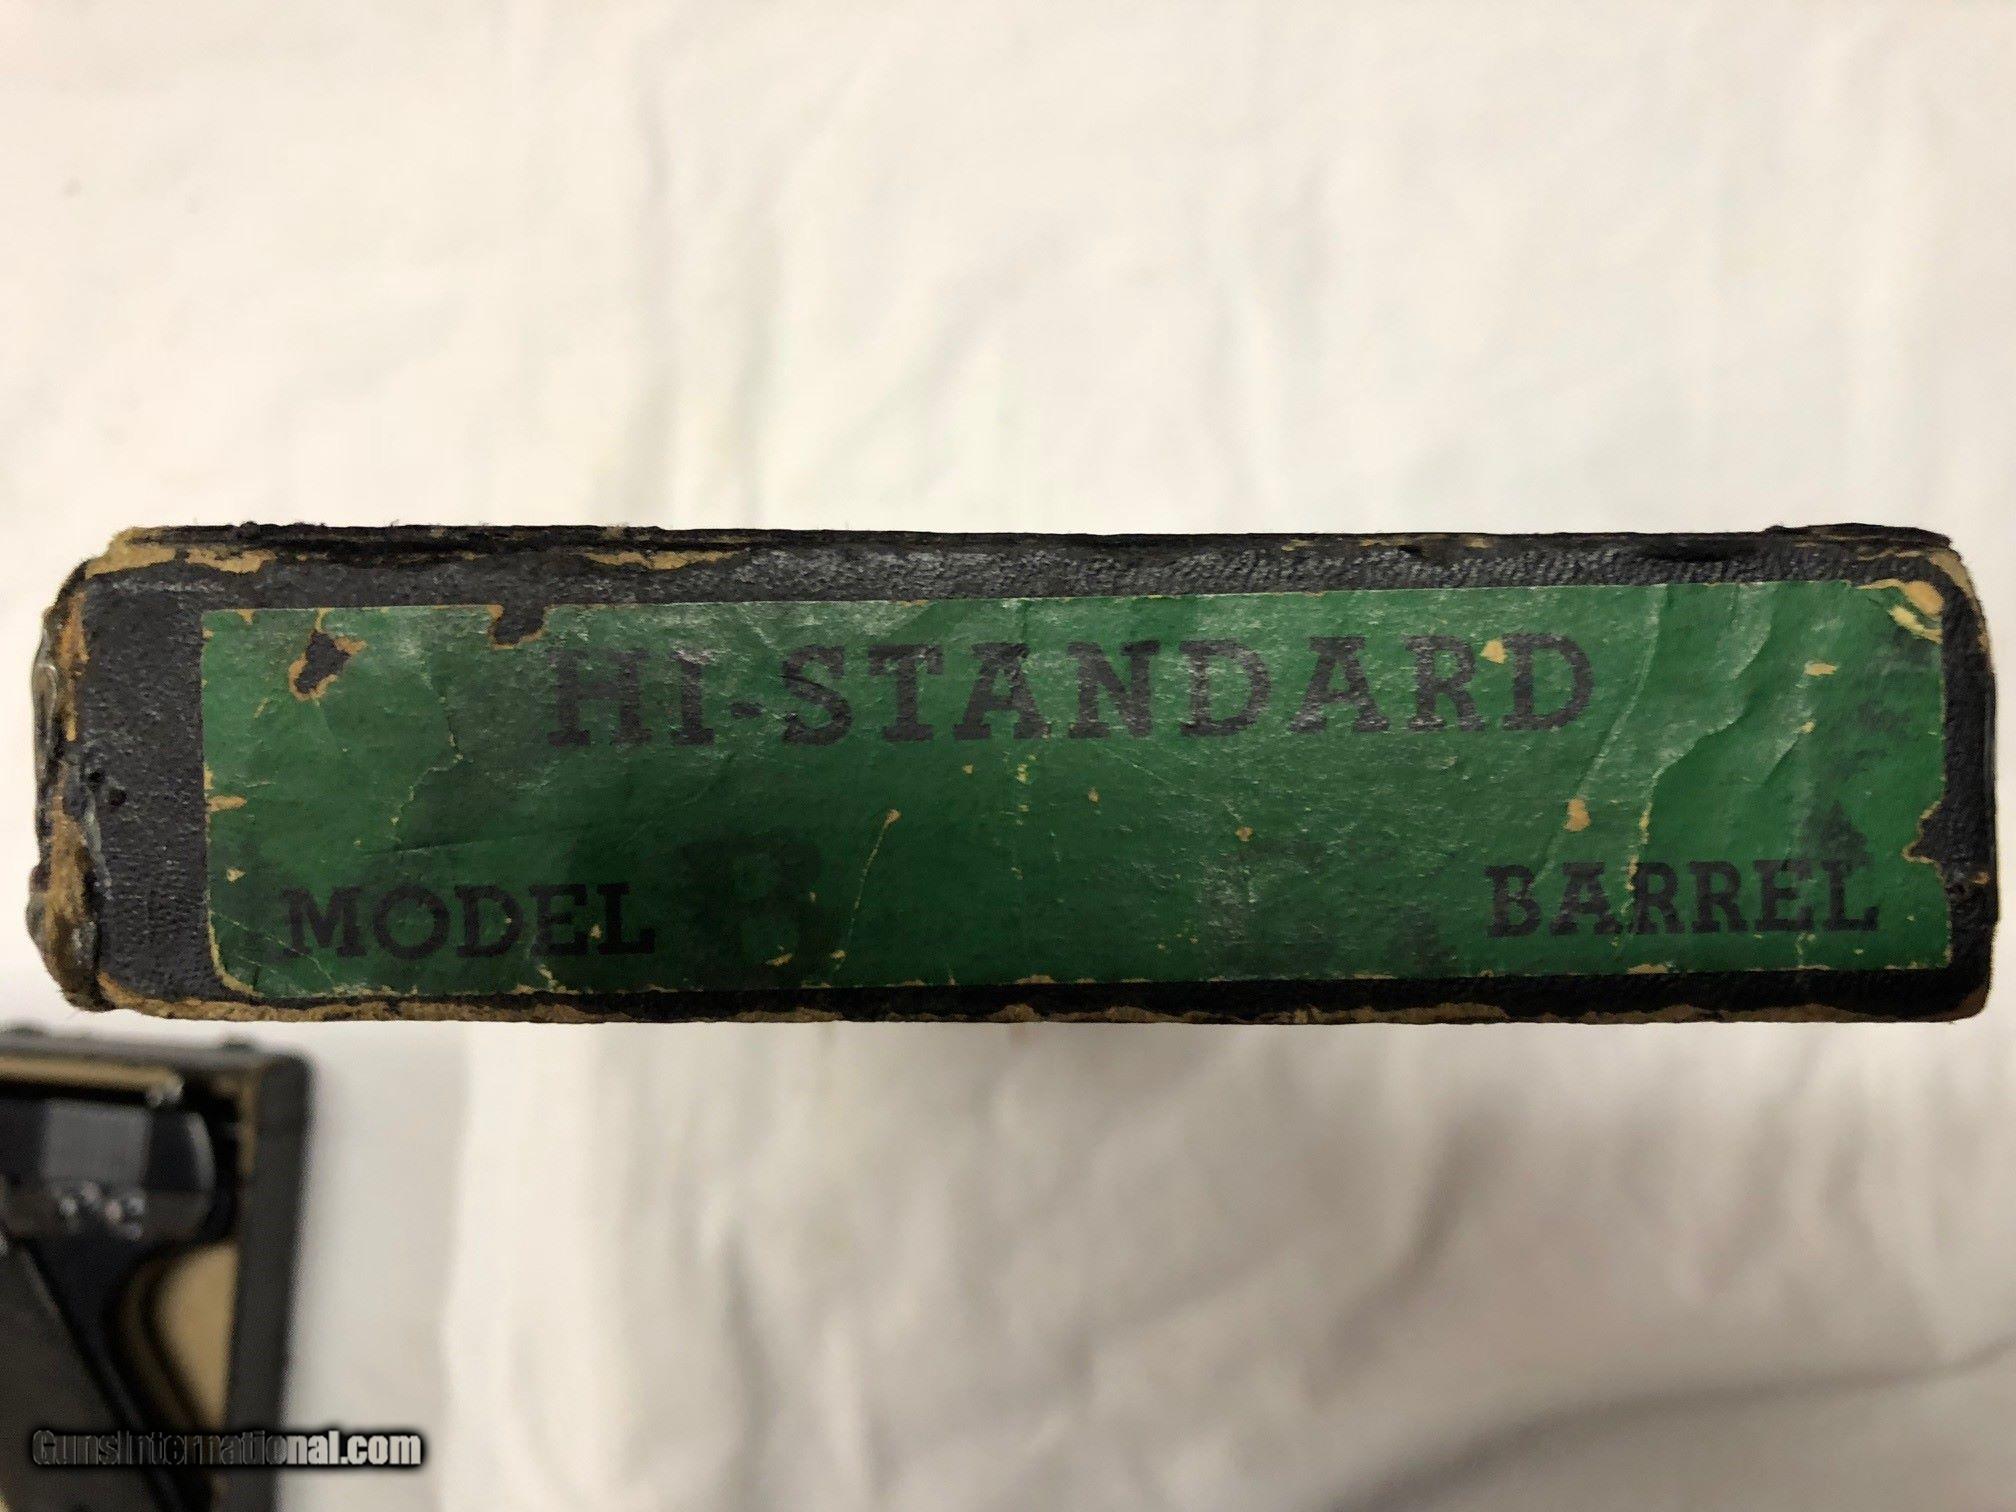 HI-STANDARD
MODEL B BARREL
GunsInternational.com